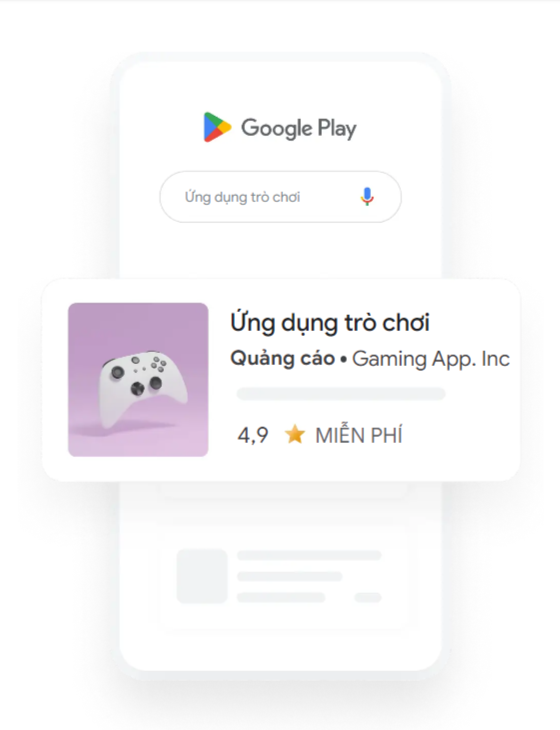 Google Play
Ứng dụng trò chơi
Ứng dụng trò chơi
Quảng cáo • Gaming App. Inc
4,9 ⭐ MIỄN PHÍ